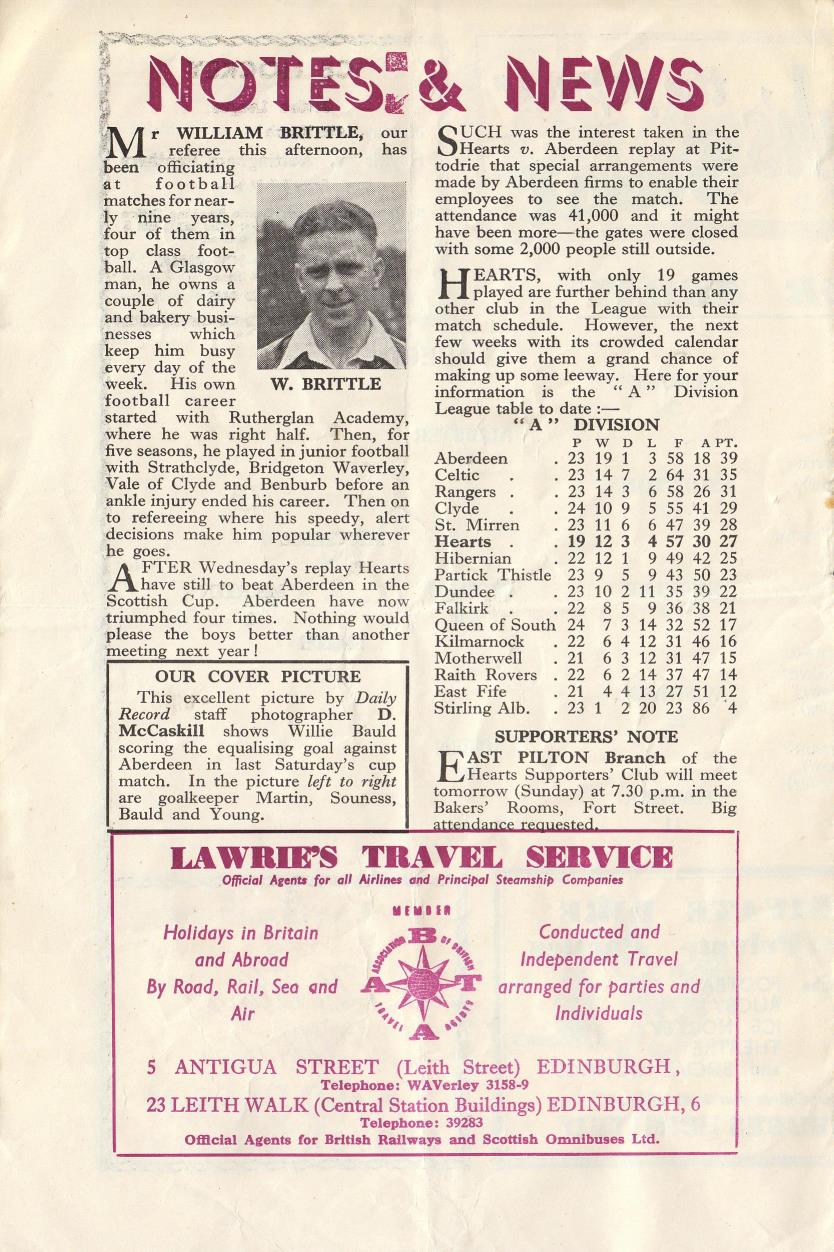 NOTES & NEWS
Mr WILLIAM BRITTLE, our
referee this afternoon, has
been officiating
at football
matches for near-
ly nine years,
four of them in
top class foot-
ball. A Glasgow
man, he owns a
couple of dairy
and bakery busi-
nesses which
keep him busy
every day of the
week. His own
football career
W. BRITTLE
started with Rutherglan Academy,
where he was right half. Then, for
five seasons, he played in junior football
with Strathclyde, Bridgeton Waverley,
Vale of Clyde and Benburb before an
ankle injury ended his career. Then on
to refereeing where his speedy, alert
decisions make him popular wherever
he goes.
AFTER Wednesday's replay Hearts
have still to beat Aberdeen in the
Scottish Cup. Aberdeen have now
triumphed four times. Nothing would
please the boys better than another
meeting next year !
OUR COVER PICTURE
This excellent picture by Daily
Record staff photographer D.
McCaskill shows Willie Bauld
scoring the equalising goal against
Aberdeen in last Saturday's cup
match. In the picture left to right
are goalkeeper Martin, Souness,
Bauld and Young.
SUCH was the interest taken in the
Hearts v. Aberdeen replay at Pit-
todrie that special arrangements were
made by Aberdeen firms to enable their
employees to see the match. The
attendance was 41,000 and it might
have been more—the gates were closed
with some 2,000 people still outside.
HEARTS, with only 19 games
played are further behind than any
other club in the League with their
match schedule. However, the next
few weeks with its crowded calendar
should give them a grand chance of
making up some leeway. Here for your
information is the " A " Division
League table to date :—
" A " DIVISION
P W D L F A PT.
Aberdeen . 23 19 1 3 58 18 39
Celtic . . 23 14 7 2 64 31 35
Rangers . . 23 14 3 6 58 26 31
Clyde . . 24 10 9 5 55 41 29
St. Mirren . 23 11 6 6 47 39 28
Hearts . . 19 12 3 4 57 30 27
Hibernian . 22 12 1 9 49 42 25
Partick Thistle 23 9 5 9 43 50 23
Dundee . . 23 10 2 11 35 39 22
Falkirk . . 22 8 5 9 36 38 21
Queen of South 24 7 3 14 32 52 17
Kilmarnock . 22 6 4 12 31 46 16
Motherwell . 21 6 3 12 31 47 15
Raith Rovers . 22 6 2 14 37 47 14
East Fife . 21 4 4 13 27 51 12
Stirling Alb. . 23 1 2 20 23 86 4
SUPPORTERS' NOTE
EAST PILTON Branch of the
Hearts Supporters' Club will meet
tomorrow (Sunday) at 7.30 p.m. in the
Bakers' Rooms, Fort Street. Big
attendance requested.
LAWRIE'S TRAVEL SERVICE
Official Agents for all Airlines and Principal Steamship Companies
Holidays in Britain
and Abroad
By Road, Rail, Sea and
Air
MEMBER
ASSOCIATION OF BRITISH
TRAVEL AGENTS
A B T A
Conducted and
Independent Travel
arranged for parties and
Individuals
5 ANTIGUA STREET (Leith Street) EDINBURGH,
Telephone: WAVerley 3158-9
23 LEITH WALK (Central Station Buildings) EDINBURGH, 6
Telephone: 39283
Official Agents for British Railways and Scottish Omnibuses Ltd.